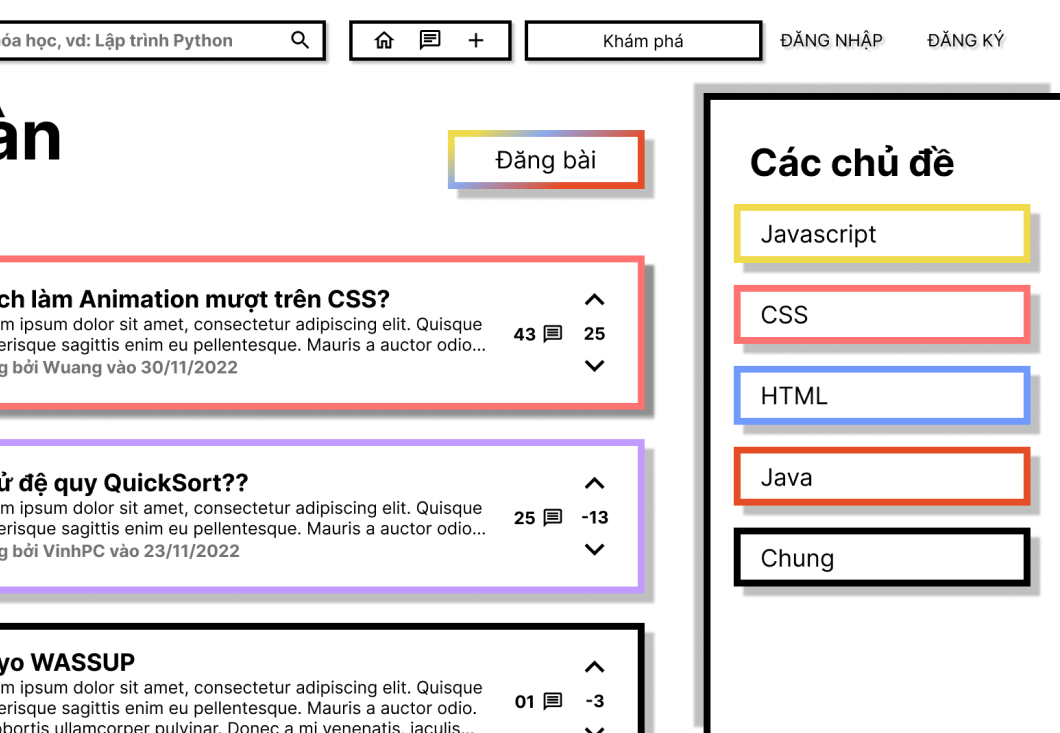 hóa học, vd: Lập trình Python
Khám phá
ĐĂNG NHẬP
ĐĂNG KÝ
àn
Đăng bài
ch làm Animation mượt trên CSS?
m ipsum dolor sit amet, consectetur adipiscing elit. Quisque
erisque sagittis enim eu pellentesque. Mauris a auctor odio...
g bởi Wuang vào 30/11/2022
43
25
ử đệ quy QuickSort??
m ipsum dolor sit amet, consectetur adipiscing elit. Quisque
erisque sagittis enim eu pellentesque. Mauris a auctor odio...
g bởi VinhPC vào 23/11/2022
25
-13
yo WASSUP
m ipsum dolor sit amet, consectetur adipiscing elit. Quisque
erisque sagittis enim eu pellentesque. Mauris a auctor odio.
obortis ullamcorper pulvinar. Donec a mi venenatis, iaculis...
01
-3
Các chủ đề
Javascript
CSS
HTML
Java
Chung